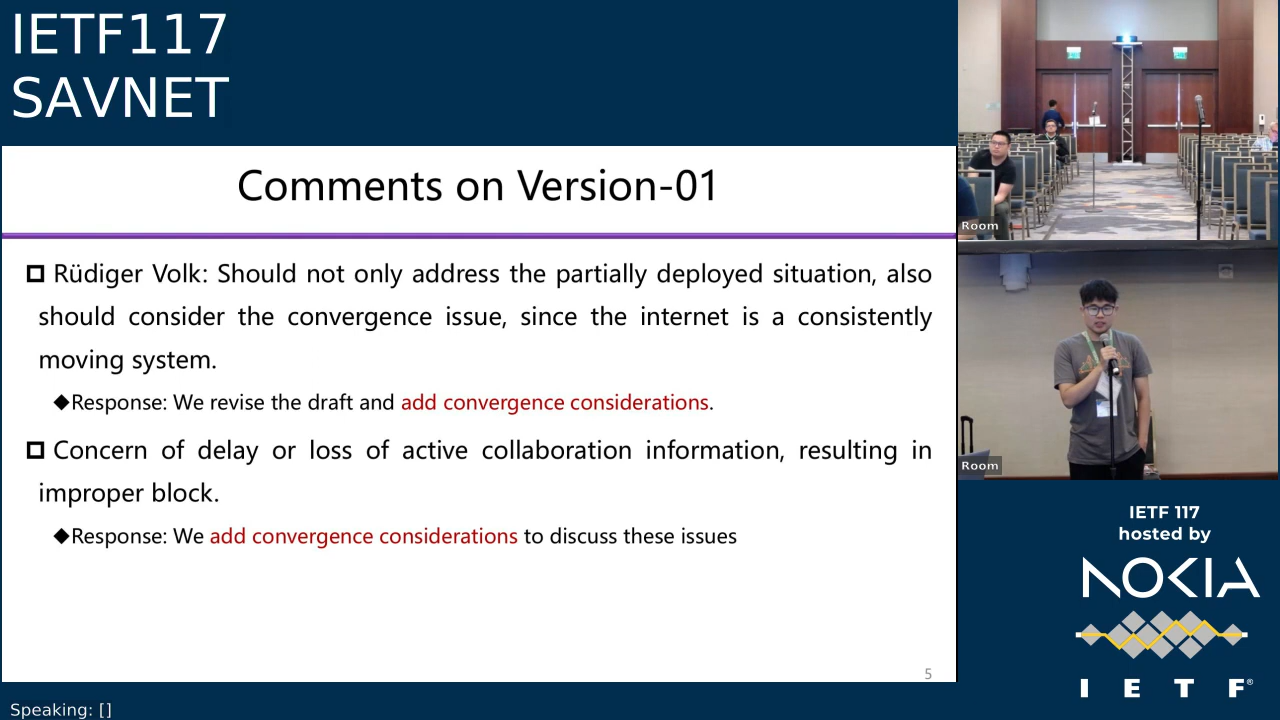 IETF117
SAVNET
Comments on Version-01
Rüdiger Volk: Should not only address the partially deployed situation, also
should consider the convergence issue, since the internet is a consistently
moving system.
◆Response: We revise the draft and add convergence considerations.
Concern of delay or loss of active collaboration information, resulting in
improper block.
◆Response: We add convergence considerations to discuss these issues
5
Speaking: []
Room
Room
IETF 117
hosted by
NOKIA
I E T F®